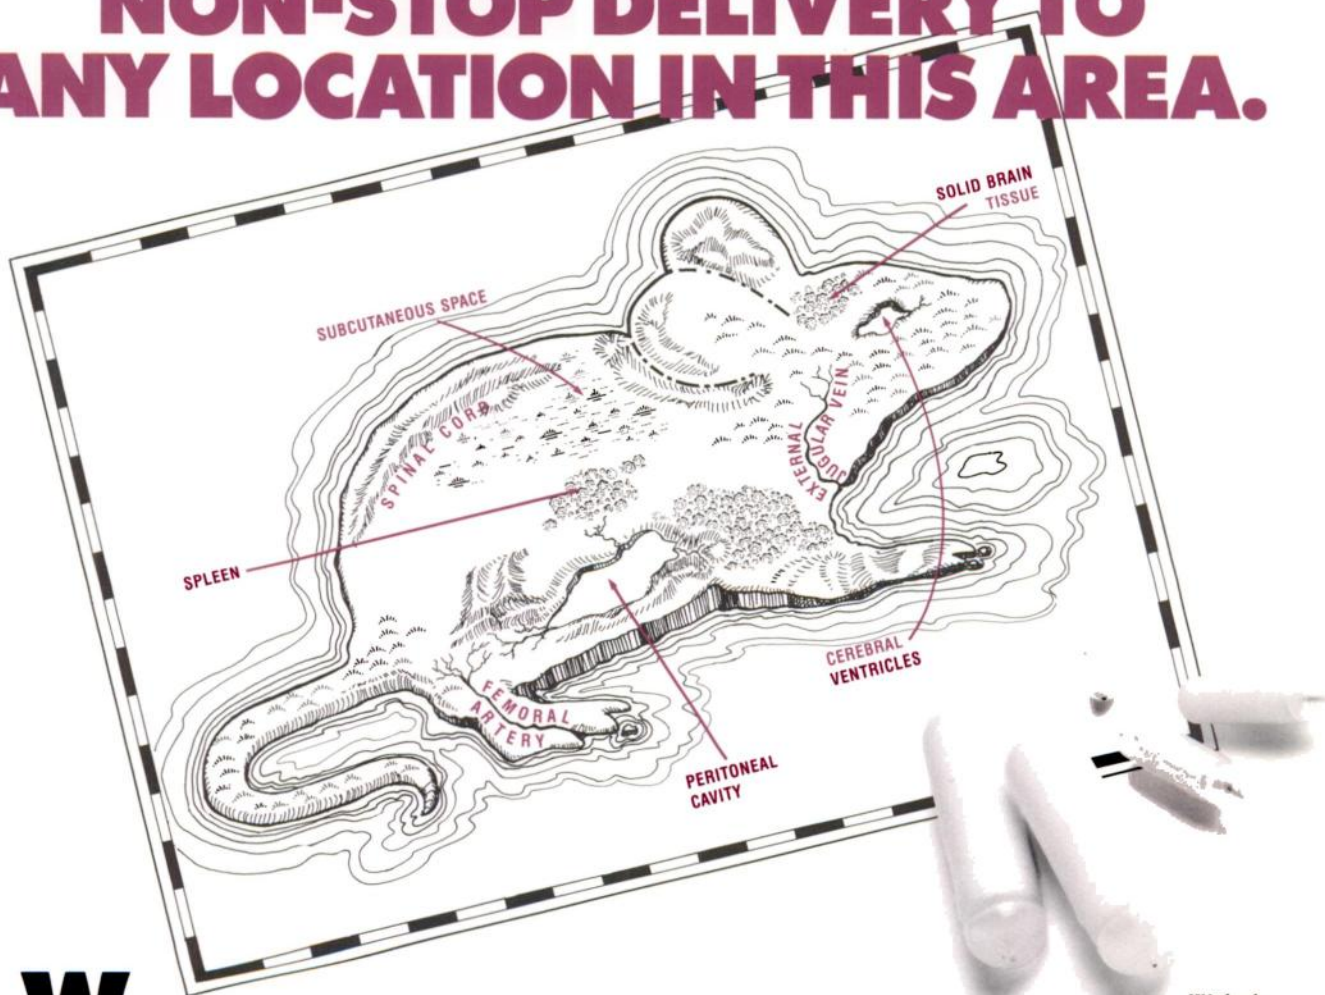 NON-STOP DELIVERY TO
ANY LOCATION IN THIS AREA.
SOLID BRAIN
TISSUE
SUBCUTANEOUS SPACE
SPINAL CORD
EXTERNAL
JUGULAR VEIN
SPLEEN
CEREBRAL
VENTRICLES
FEMORAL
ARTERY
PERITONEAL
CAVITY
W